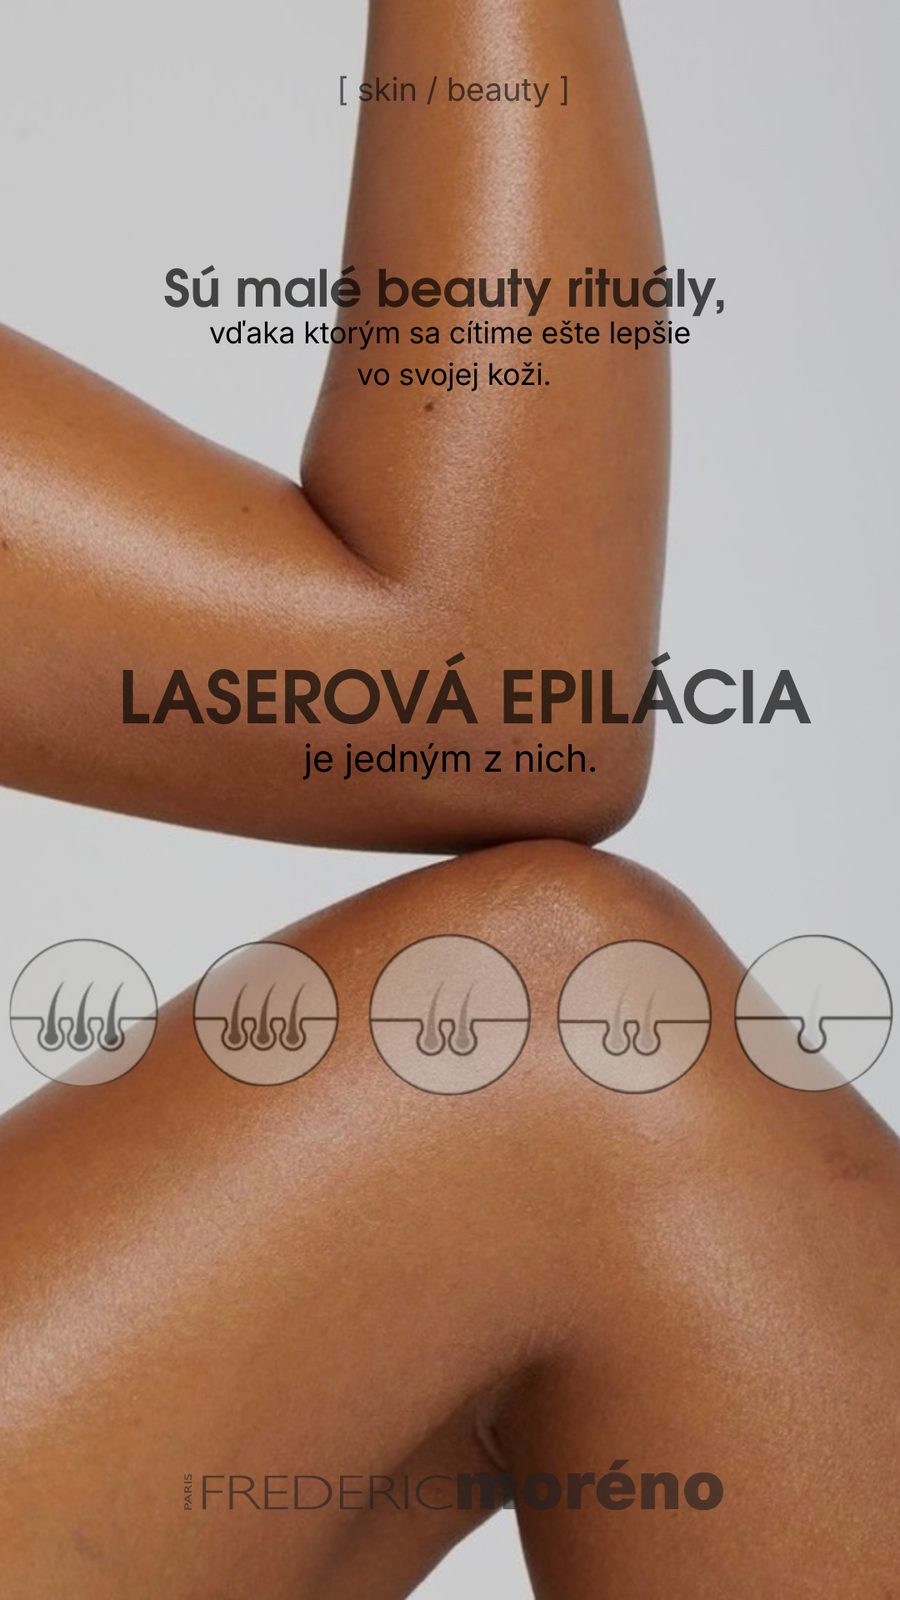 [ skin / beauty ]
Sú malé beauty rituály,
vďaka ktorým sa cítime ešte lepšie
vo svojej koži.
LASEROVÁ EPILÁCIA
je jedným z nich.
PARIS FREDERICmoréno